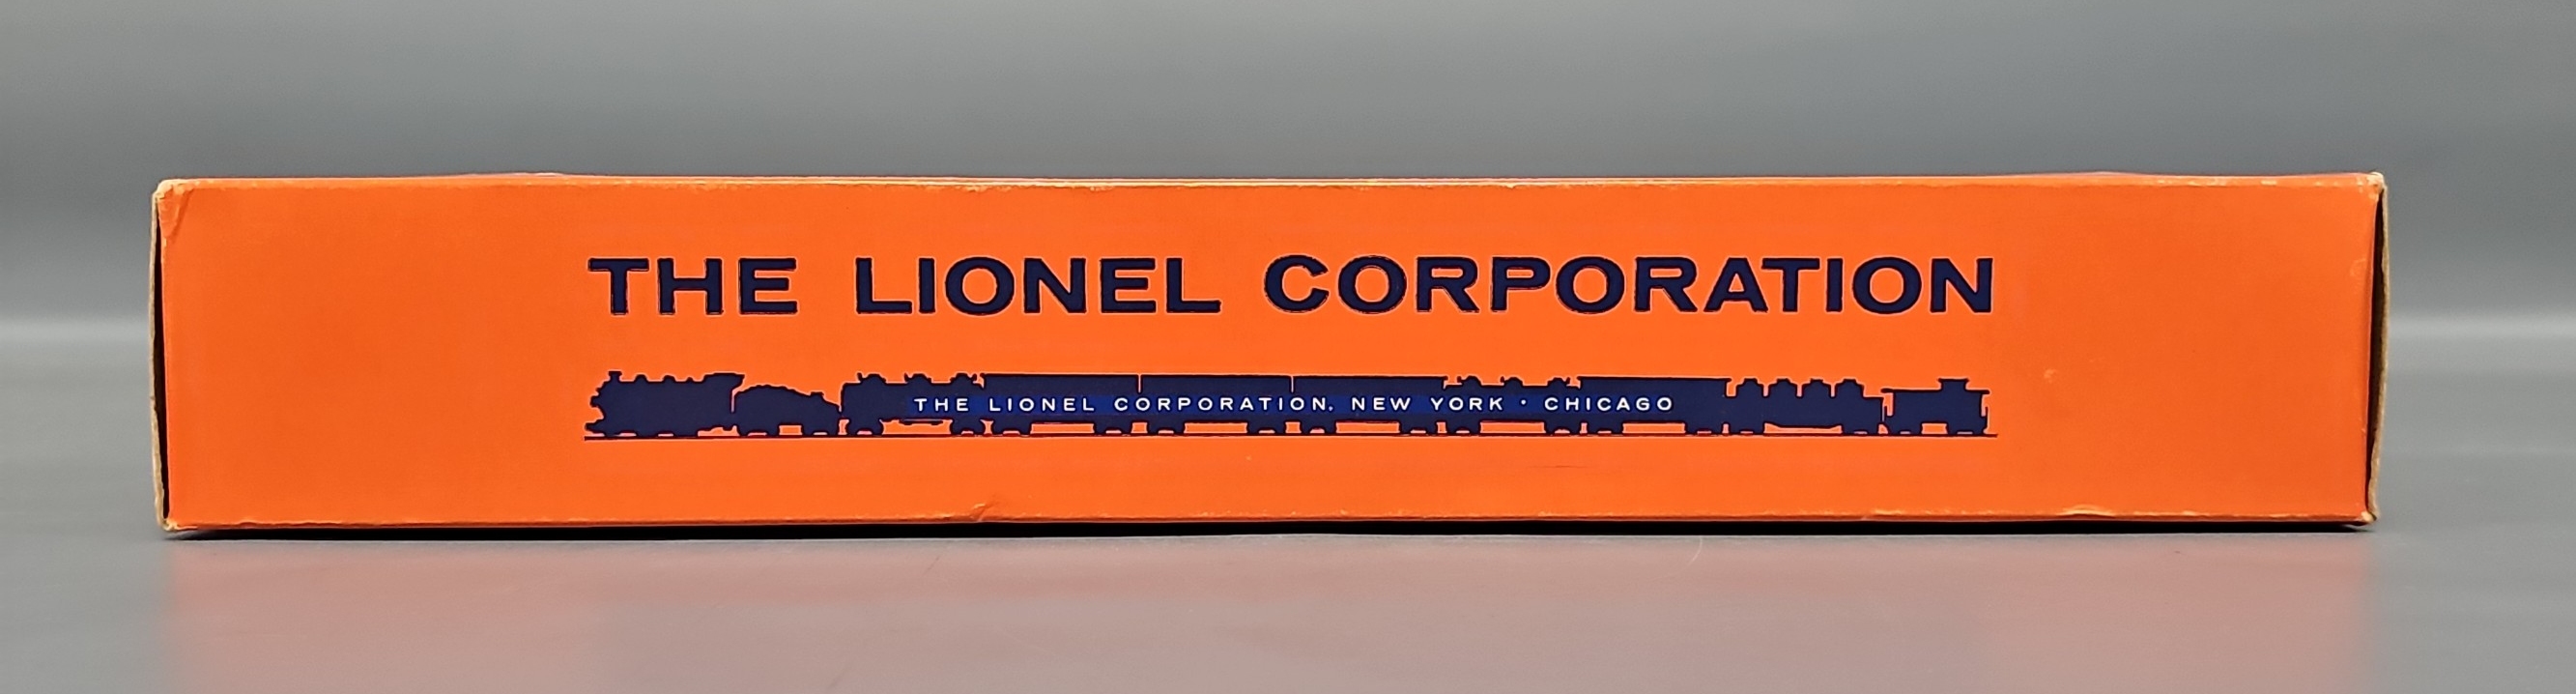 THE LIONEL CORPORATION
THE LIONEL CORPORATION, NEW YORK · CHICAGO